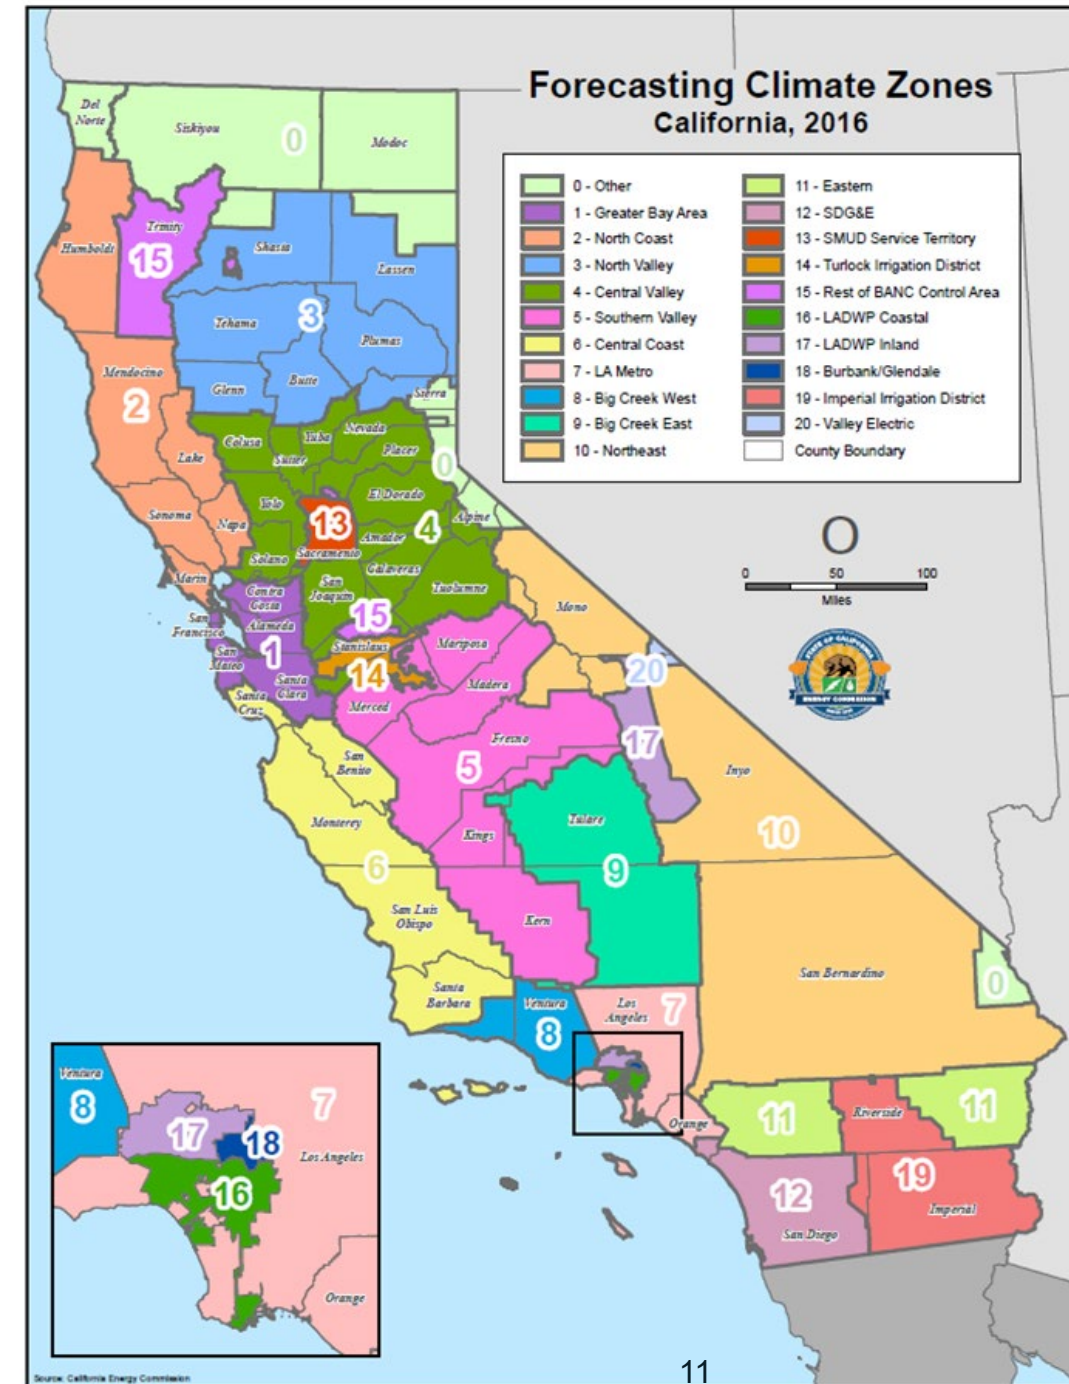 Forecasting Climate Zones
California, 2016
0 - Other
1 - Greater Bay Area
2 - North Coast
3 - North Valley
4 - Central Valley
5 - Southern Valley
6 - Central Coast
7 - LA Metro
8 - Big Creek West
9 - Big Creek East
10 - Northeast
11 - Eastern
12 - SDG&E
13 - SMUD Service Territory
14 - Turlock Irrigation District
15 - Rest of BANC Control Area
16 - LADWP Coastal
17 - LADWP Inland
18 - Burbank/Glendale
19 - Imperial Irrigation District
20 - Valley Electric
County Boundary
O
0 50 100
Miles
STATE OF CALIFORNIA
ENERGY COMMISSION
Del
Norte
Siskiyou
0
Modoc
Humboldt
Trinity
15
Shasta
Lassen
Tehama
3
Plumas
Mendocino
2
Glenn
Butte
Sierra
Lake
Colusa
Sutter
Yuba
Nevada
Placer
0
Sonoma
Napa
Yolo
13
El Dorado
4
Alpine
Sacramento
Amador
Solano
Calaveras
Marin
Contra
Costa
San
Joaquin
Tuolumne
Mono
San
Francisco
Alameda
15
Stanislaus
Mariposa
San
Mateo
1
Santa
Clara
14
Madera
20
Santa
Cruz
Merced
17
San
Benito
Fresno
5
Inyo
Monterey
Kings
Tulare
10
6
9
San Luis
Obispo
Kern
San Bernardino
0
Santa
Barbara
Ventura
8
Los
Angeles
7
Orange
11
Riverside
11
12
San Diego
19
Imperial
Ventura
8
7
17
18
Los Angeles
16
Orange
Source: California Energy Commission
11